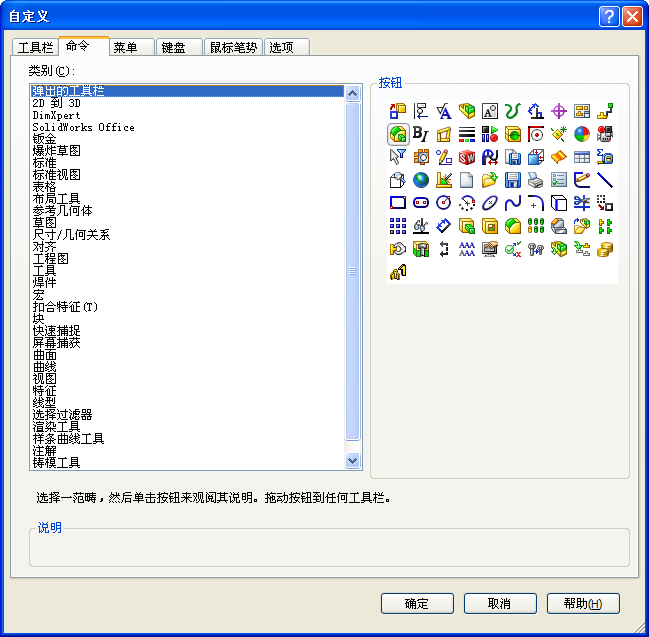 自定义
工具栏 命令 菜单 键盘 鼠标笔势 选项
类别(C):
按钮
弹出的工具栏
2D 到 3D
DimXpert
SolidWorks Office
钣金
爆炸草图
标准
标准视图
表格
布局工具
参考几何体
草图
尺寸/几何关系
对齐
工程图
工具
焊件
宏
扣合特征(T)
块
快速捕捉
屏幕捕获
曲面
曲线
视图
特征
线型
选择过滤器
渲染工具
样条曲线工具
注解
铸模工具
选择一范畴，然后单击按钮来观阅其说明。拖动按钮到任何工具栏。
说明
确定 取消 帮助(H)